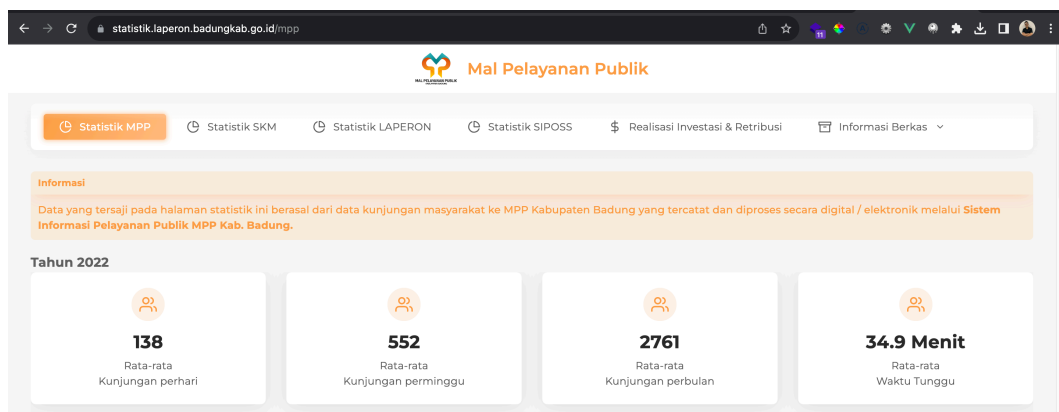 statistik.laperon.badungkab.go.id/mpp
11
MAL PELAYANAN PUBLIK
Mal Pelayanan Publik
Statistik MPP
Statistik SKM
Statistik LAPERON
Statistik SIPOSS
Realisasi Investasi & Retribusi
Informasi Berkas
Informasi
Data yang tersaji pada halaman statistik ini berasal dari data kunjungan masyarakat ke MPP Kabupaten Badung yang tercatat dan diproses secara digital / elektronik melalui Sistem
Informasi Pelayanan Publik MPP Kab. Badung.
Tahun 2022
138
Rata-rata
Kunjungan perhari
552
Rata-rata
Kunjungan perminggu
2761
Rata-rata
Kunjungan perbulan
34.9 Menit
Rata-rata
Waktu Tunggu